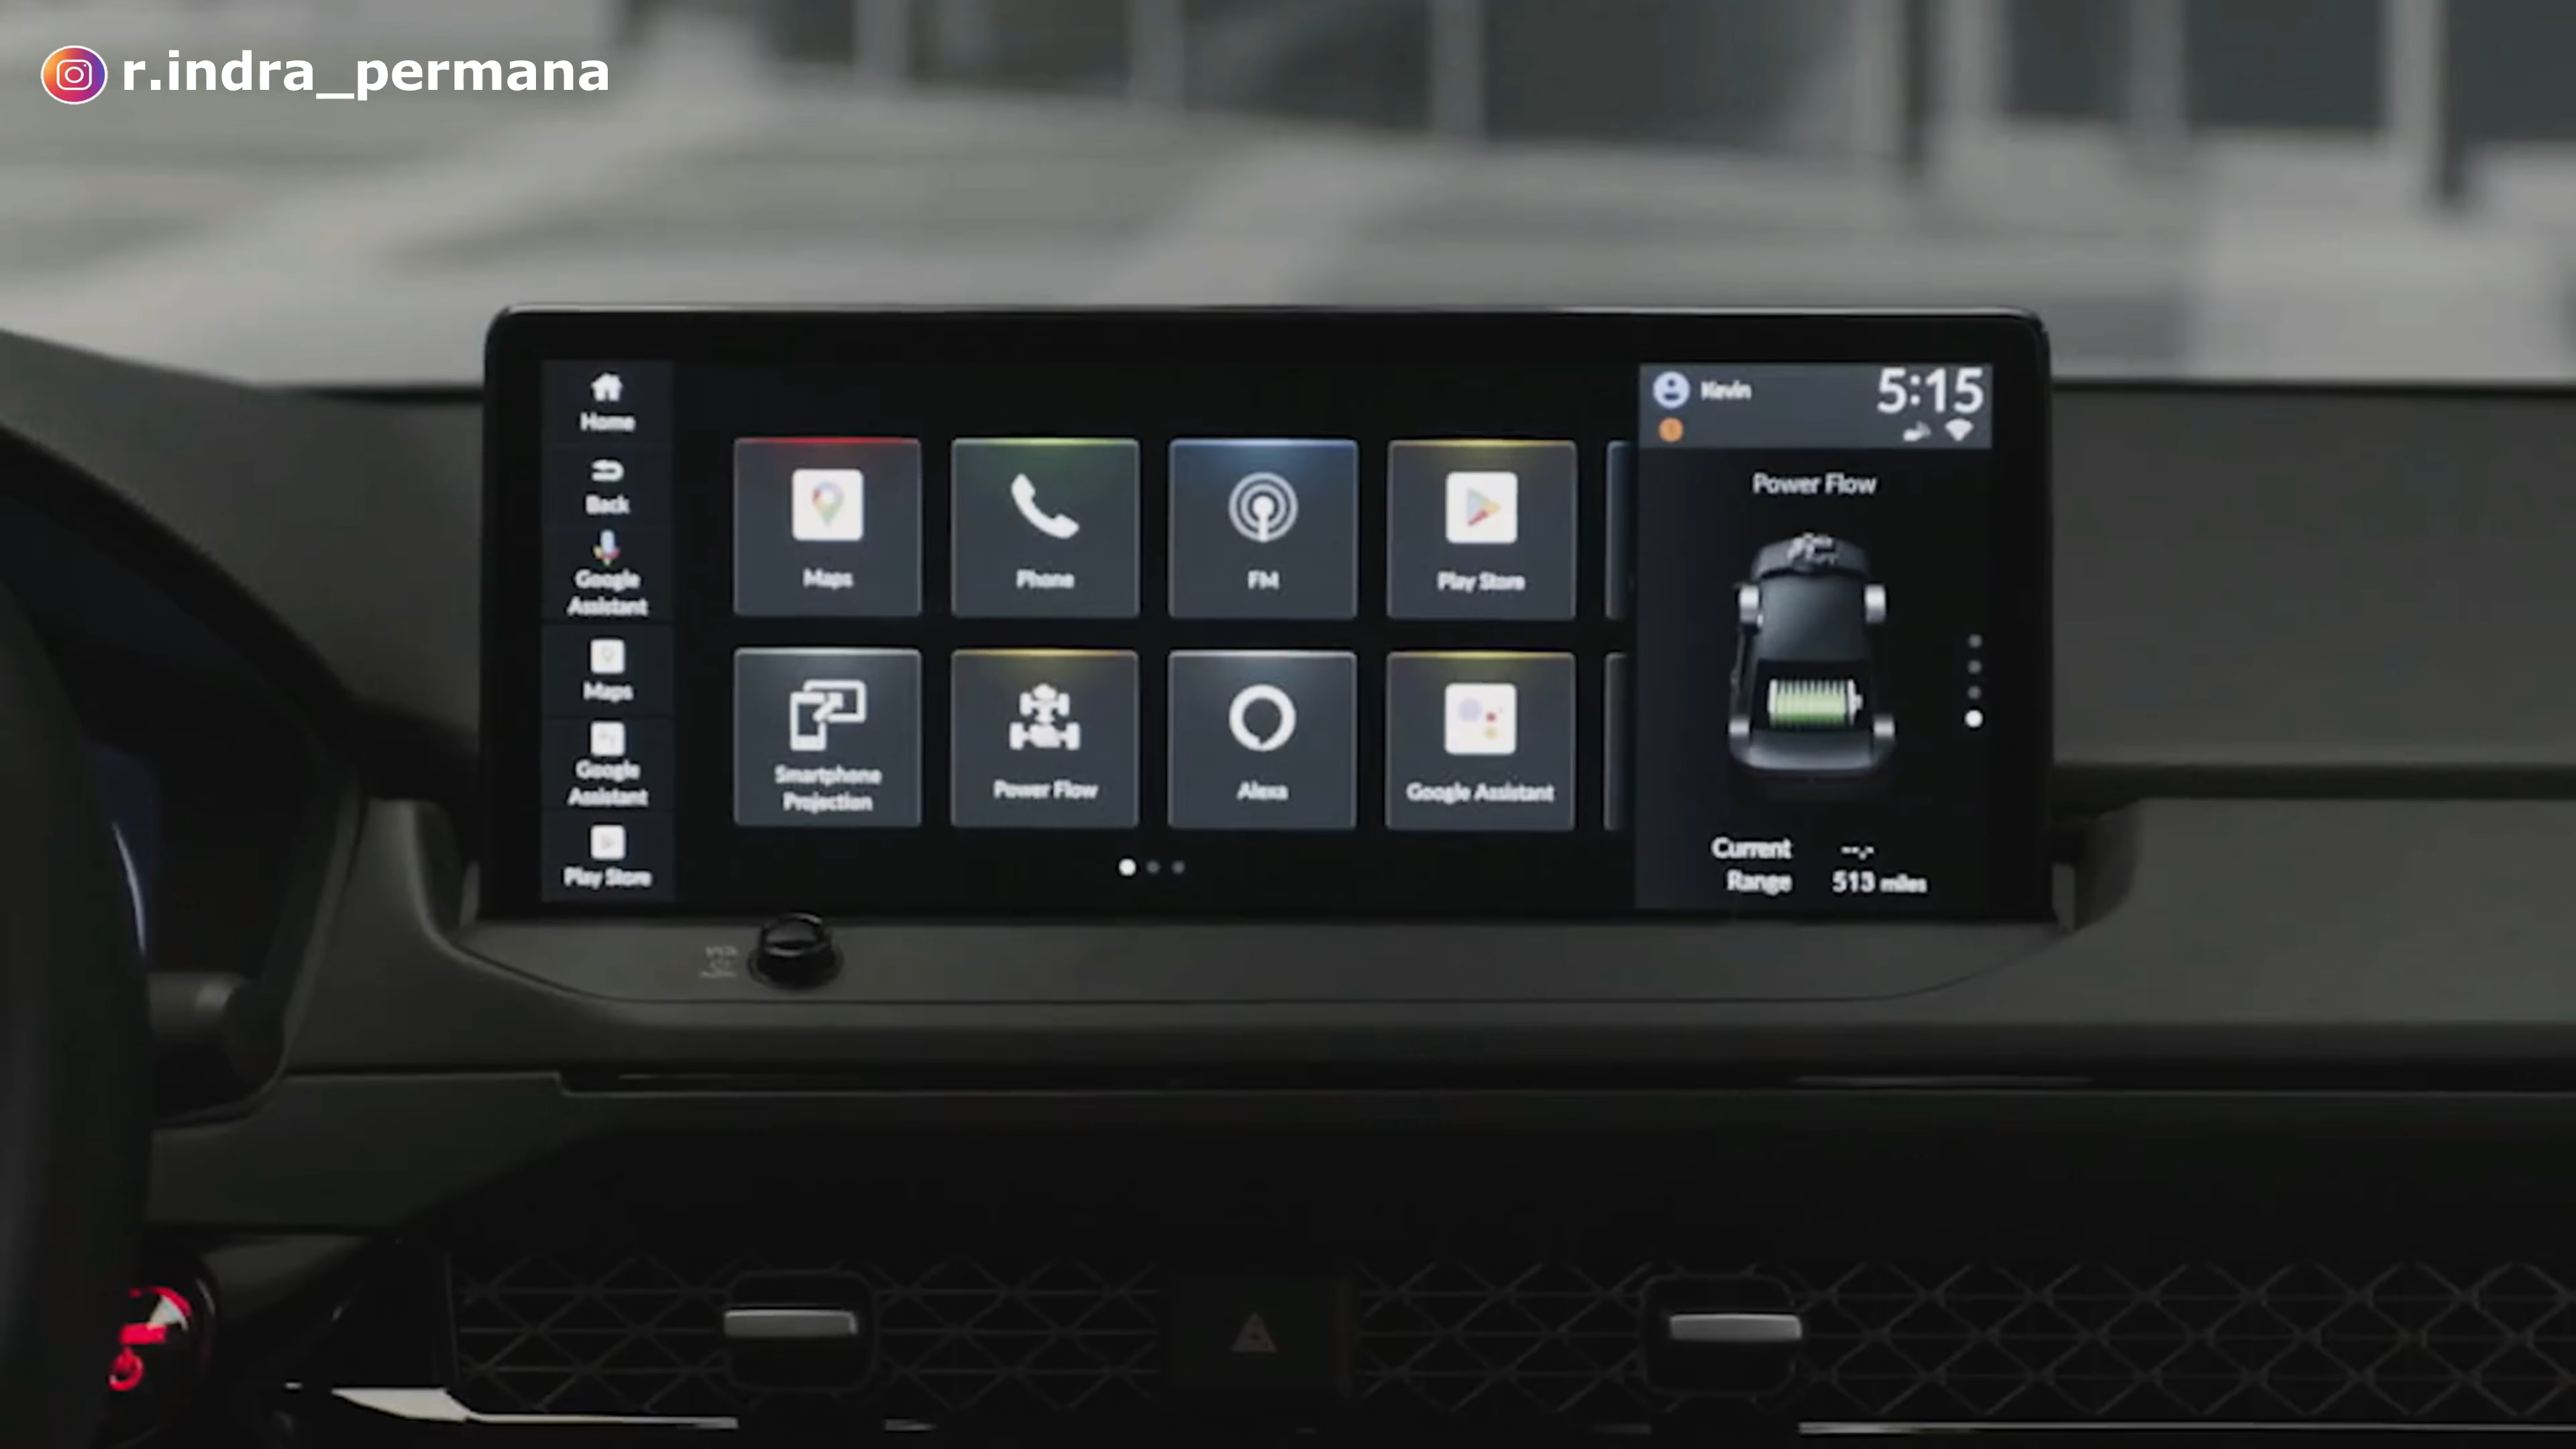 r.indra_permana
Home
Back
Google
Assistant
Maps
Google
Assistant
Play Store
Maps
Phone
FM
Play Store
Smartphone
Projection
Power Flow
Alexa
Google Assistant
Kevin
5:15
Power Flow
Current --.-
Range 513 miles